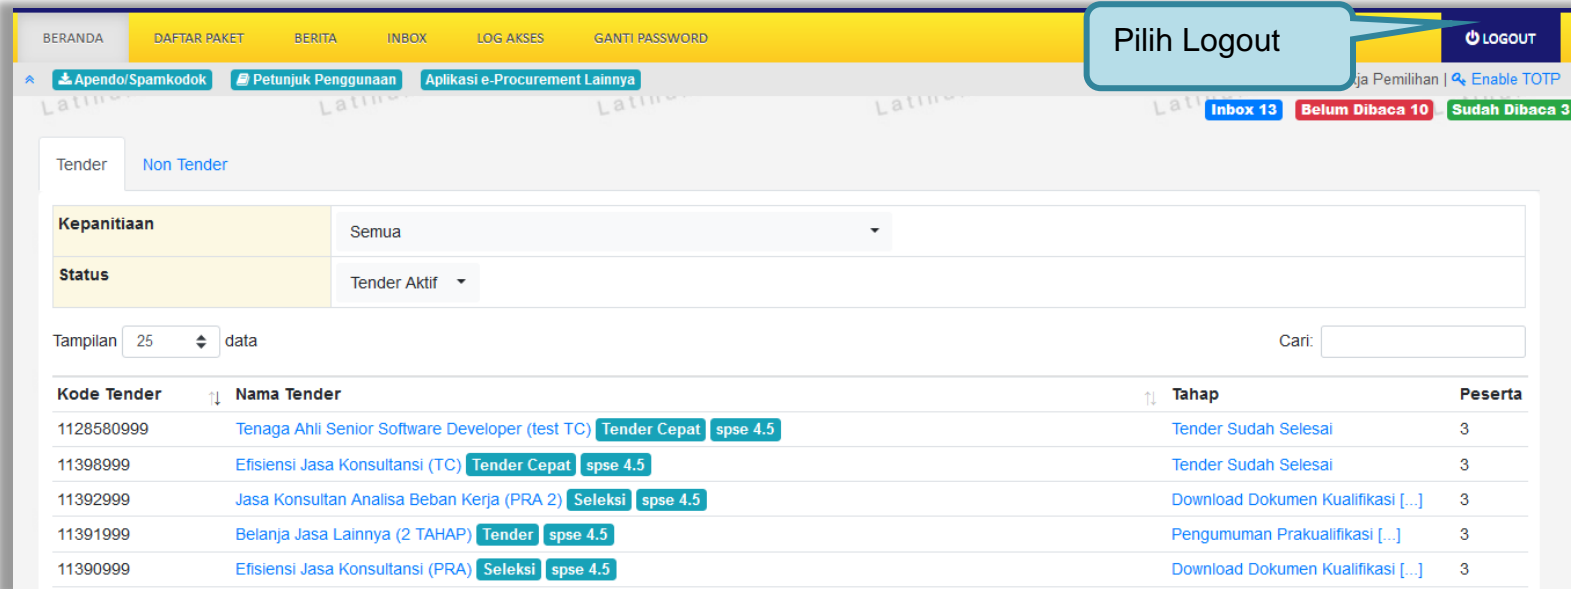 BERANDA DAFTAR PAKET BERITA INBOX LOG AKSES GANTI PASSWORD Pilih Logout LOGOUT
Apendo/Spamkodok Petunjuk Penggunaan Aplikasi e-Procurement Lainnya Pemilihan | Enable TOTP
Inbox 13 Belum Dibaca 10 Sudah Dibaca 3
Tender Non Tender
Kepanitiaan Semua
Status Tender Aktif
Tampilan 25 data Cari:
Kode Tender Nama Tender Tahap Peserta
1128580999 Tenaga Ahli Senior Software Developer (test TC) Tender Cepat spse 4.5 Tender Sudah Selesai 3
11398999 Efisiensi Jasa Konsultansi (TC) Tender Cepat spse 4.5 Tender Sudah Selesai 3
11392999 Jasa Konsultan Analisa Beban Kerja (PRA 2) Seleksi spse 4.5 Download Dokumen Kualifikasi [...] 3
11391999 Belanja Jasa Lainnya (2 TAHAP) Tender spse 4.5 Pengumuman Prakualifikasi [...] 3
11390999 Efisiensi Jasa Konsultansi (PRA) Seleksi spse 4.5 Download Dokumen Kualifikasi [...] 3